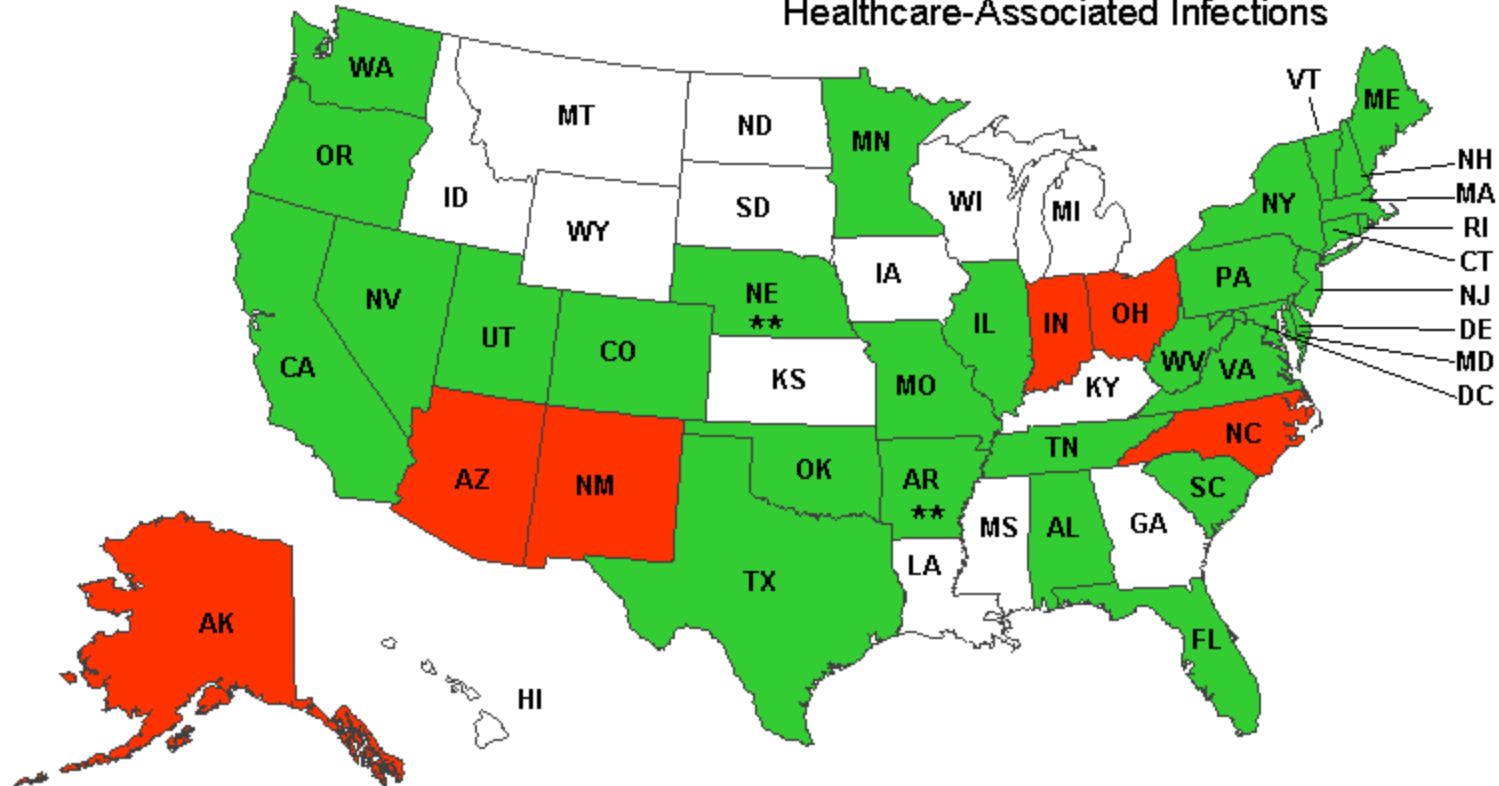 Healthcare-Associated Infections
WA
MT
ND
MN
VT
ME
OR
ID
SD
WI
MI
NY
NH
MA
RI
CT
NJ
DE
MD
DC
WY
IA
PA
NV
UT
CO
NE
**
IL
IN
OH
CA
KS
MO
KY
WV
VA
AZ
NM
OK
AR
**
TN
NC
SC
MS
AL
GA
LA
TX
FL
AK
HI